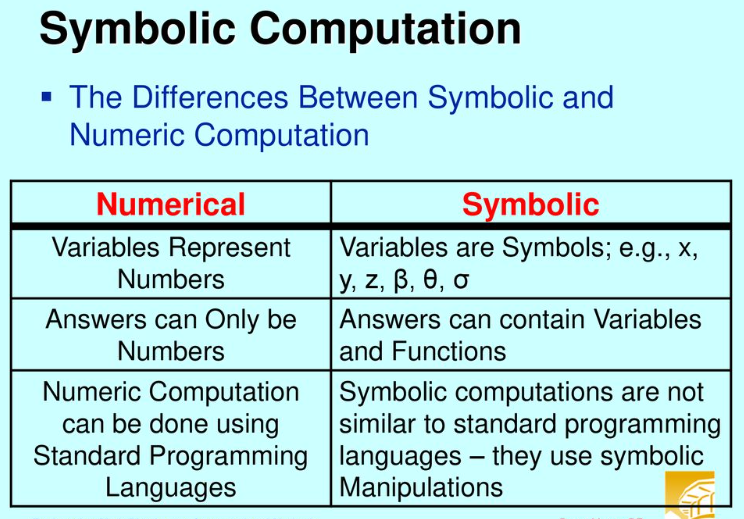 Symbolic Computation
▪ The Differences Between Symbolic and
Numeric Computation
Numerical
Symbolic
Variables Represent
Numbers
Variables are Symbols; e.g., x,
y, z, β, θ, σ
Answers can Only be
Numbers
Answers can contain Variables
and Functions
Numeric Computation
can be done using
Standard Programming
Languages
Symbolic computations are not
similar to standard programming
languages – they use symbolic
Manipulations